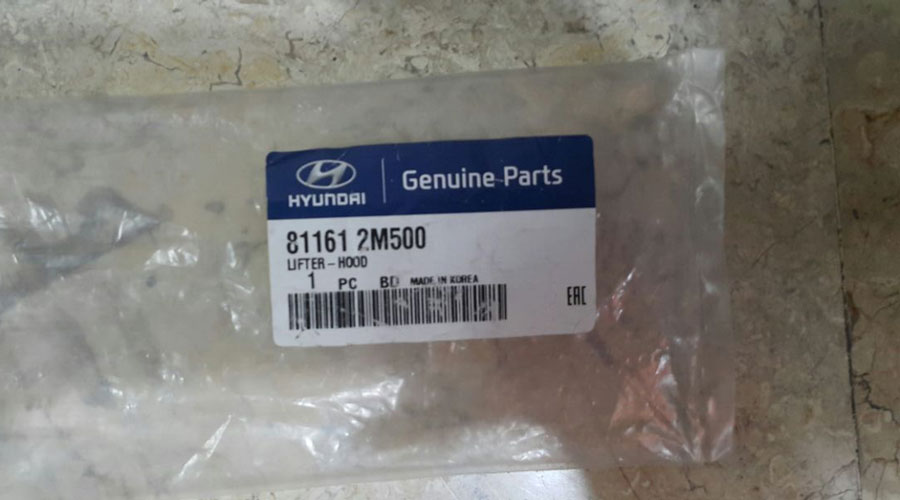 HYUNDAI
Genuine Parts
81161 2M500
LIFTER-HOOD
1 PC BD MADE IN KOREA
EAC